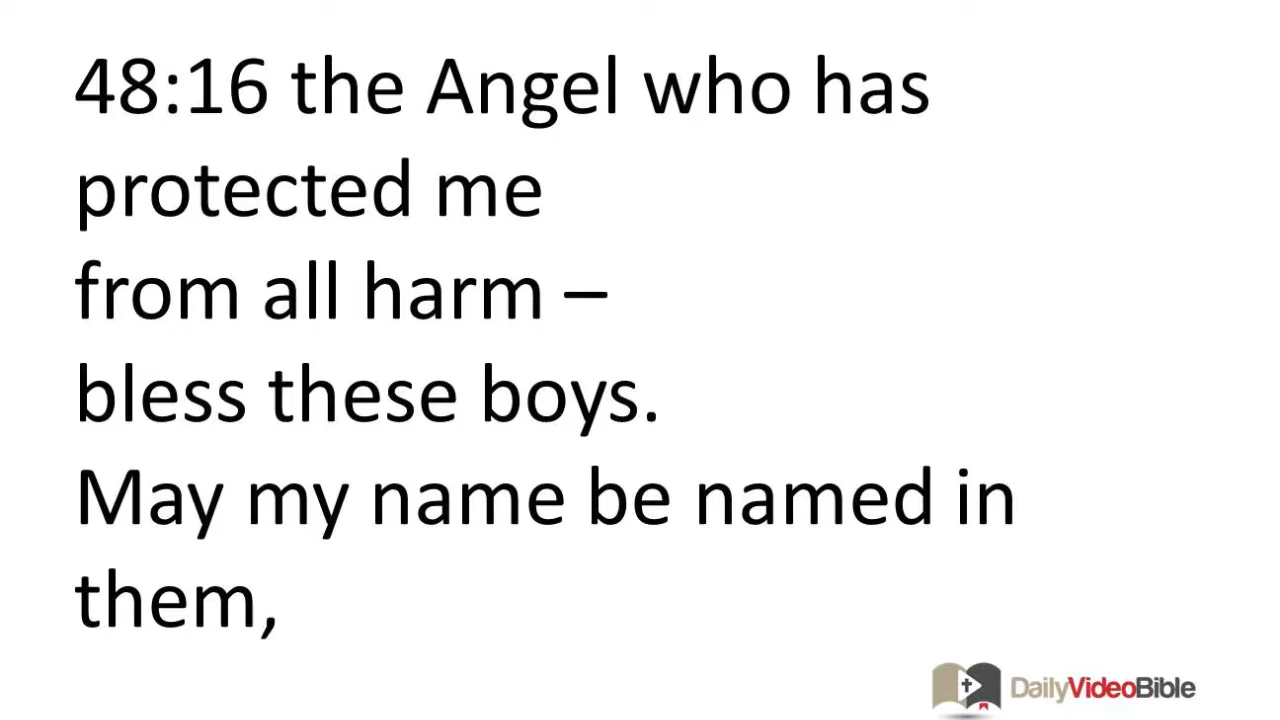 48:16 the Angel who has
protected me
from all harm –
bless these boys.
May my name be named in
them,
DailyVideoBible